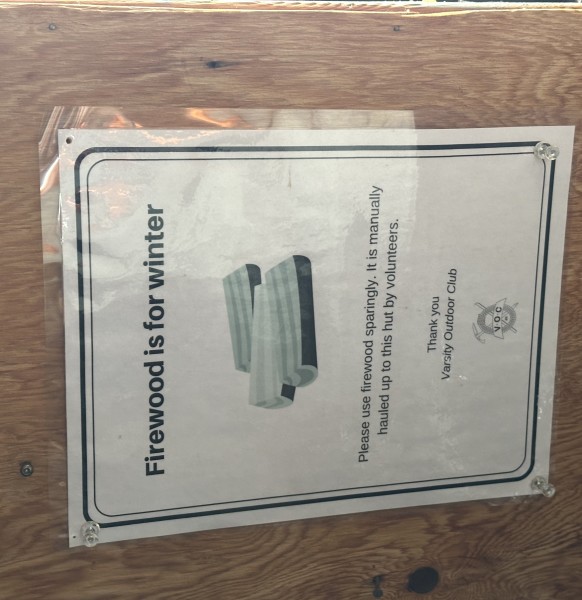 Firewood is for winter
Please use firewood sparingly. It is manually
hauled up to this hut by volunteers.
Thank you
Varsity Outdoor Club
V.O.C